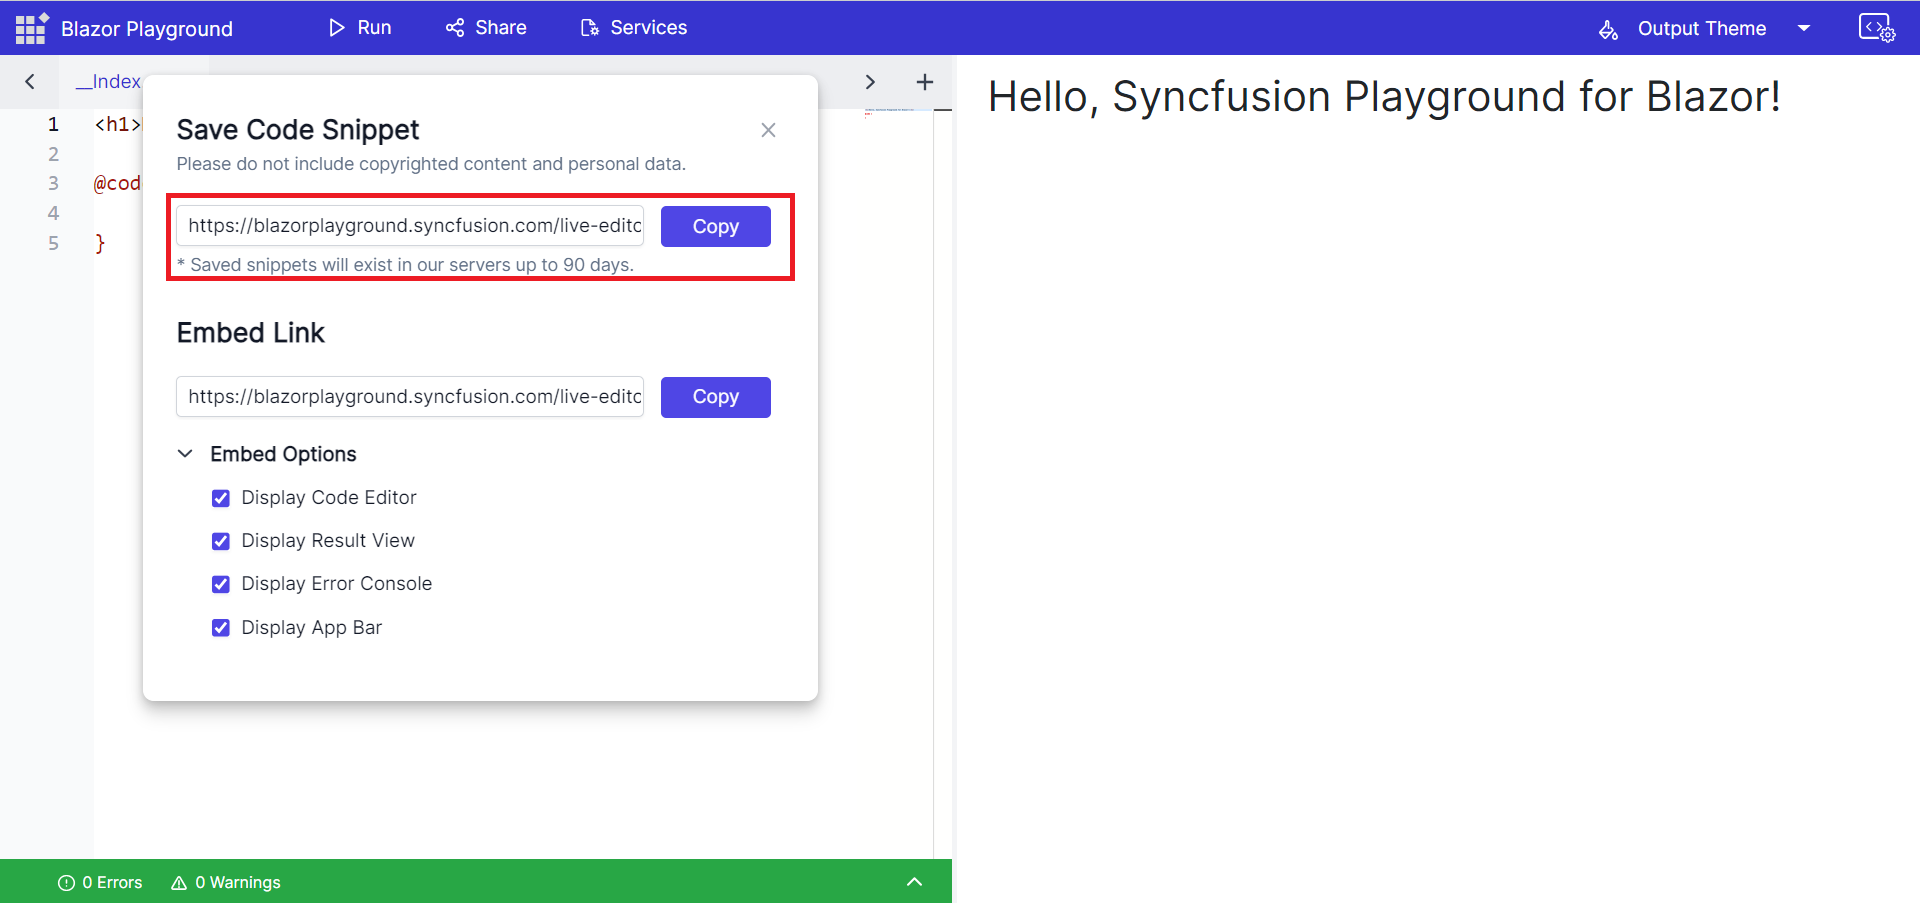 Blazor Playground Run Share Services Output Theme
__Index
Hello, Syncfusion Playground for Blazor!
1 <h1>
2
3 @cod
4
5 }
Save Code Snippet
Please do not include copyrighted content and personal data.
https://blazorplayground.syncfusion.com/live-edito Copy
* Saved snippets will exist in our servers up to 90 days.
Embed Link
https://blazorplayground.syncfusion.com/live-edito Copy
Embed Options
Display Code Editor
Display Result View
Display Error Console
Display App Bar
0 Errors 0 Warnings